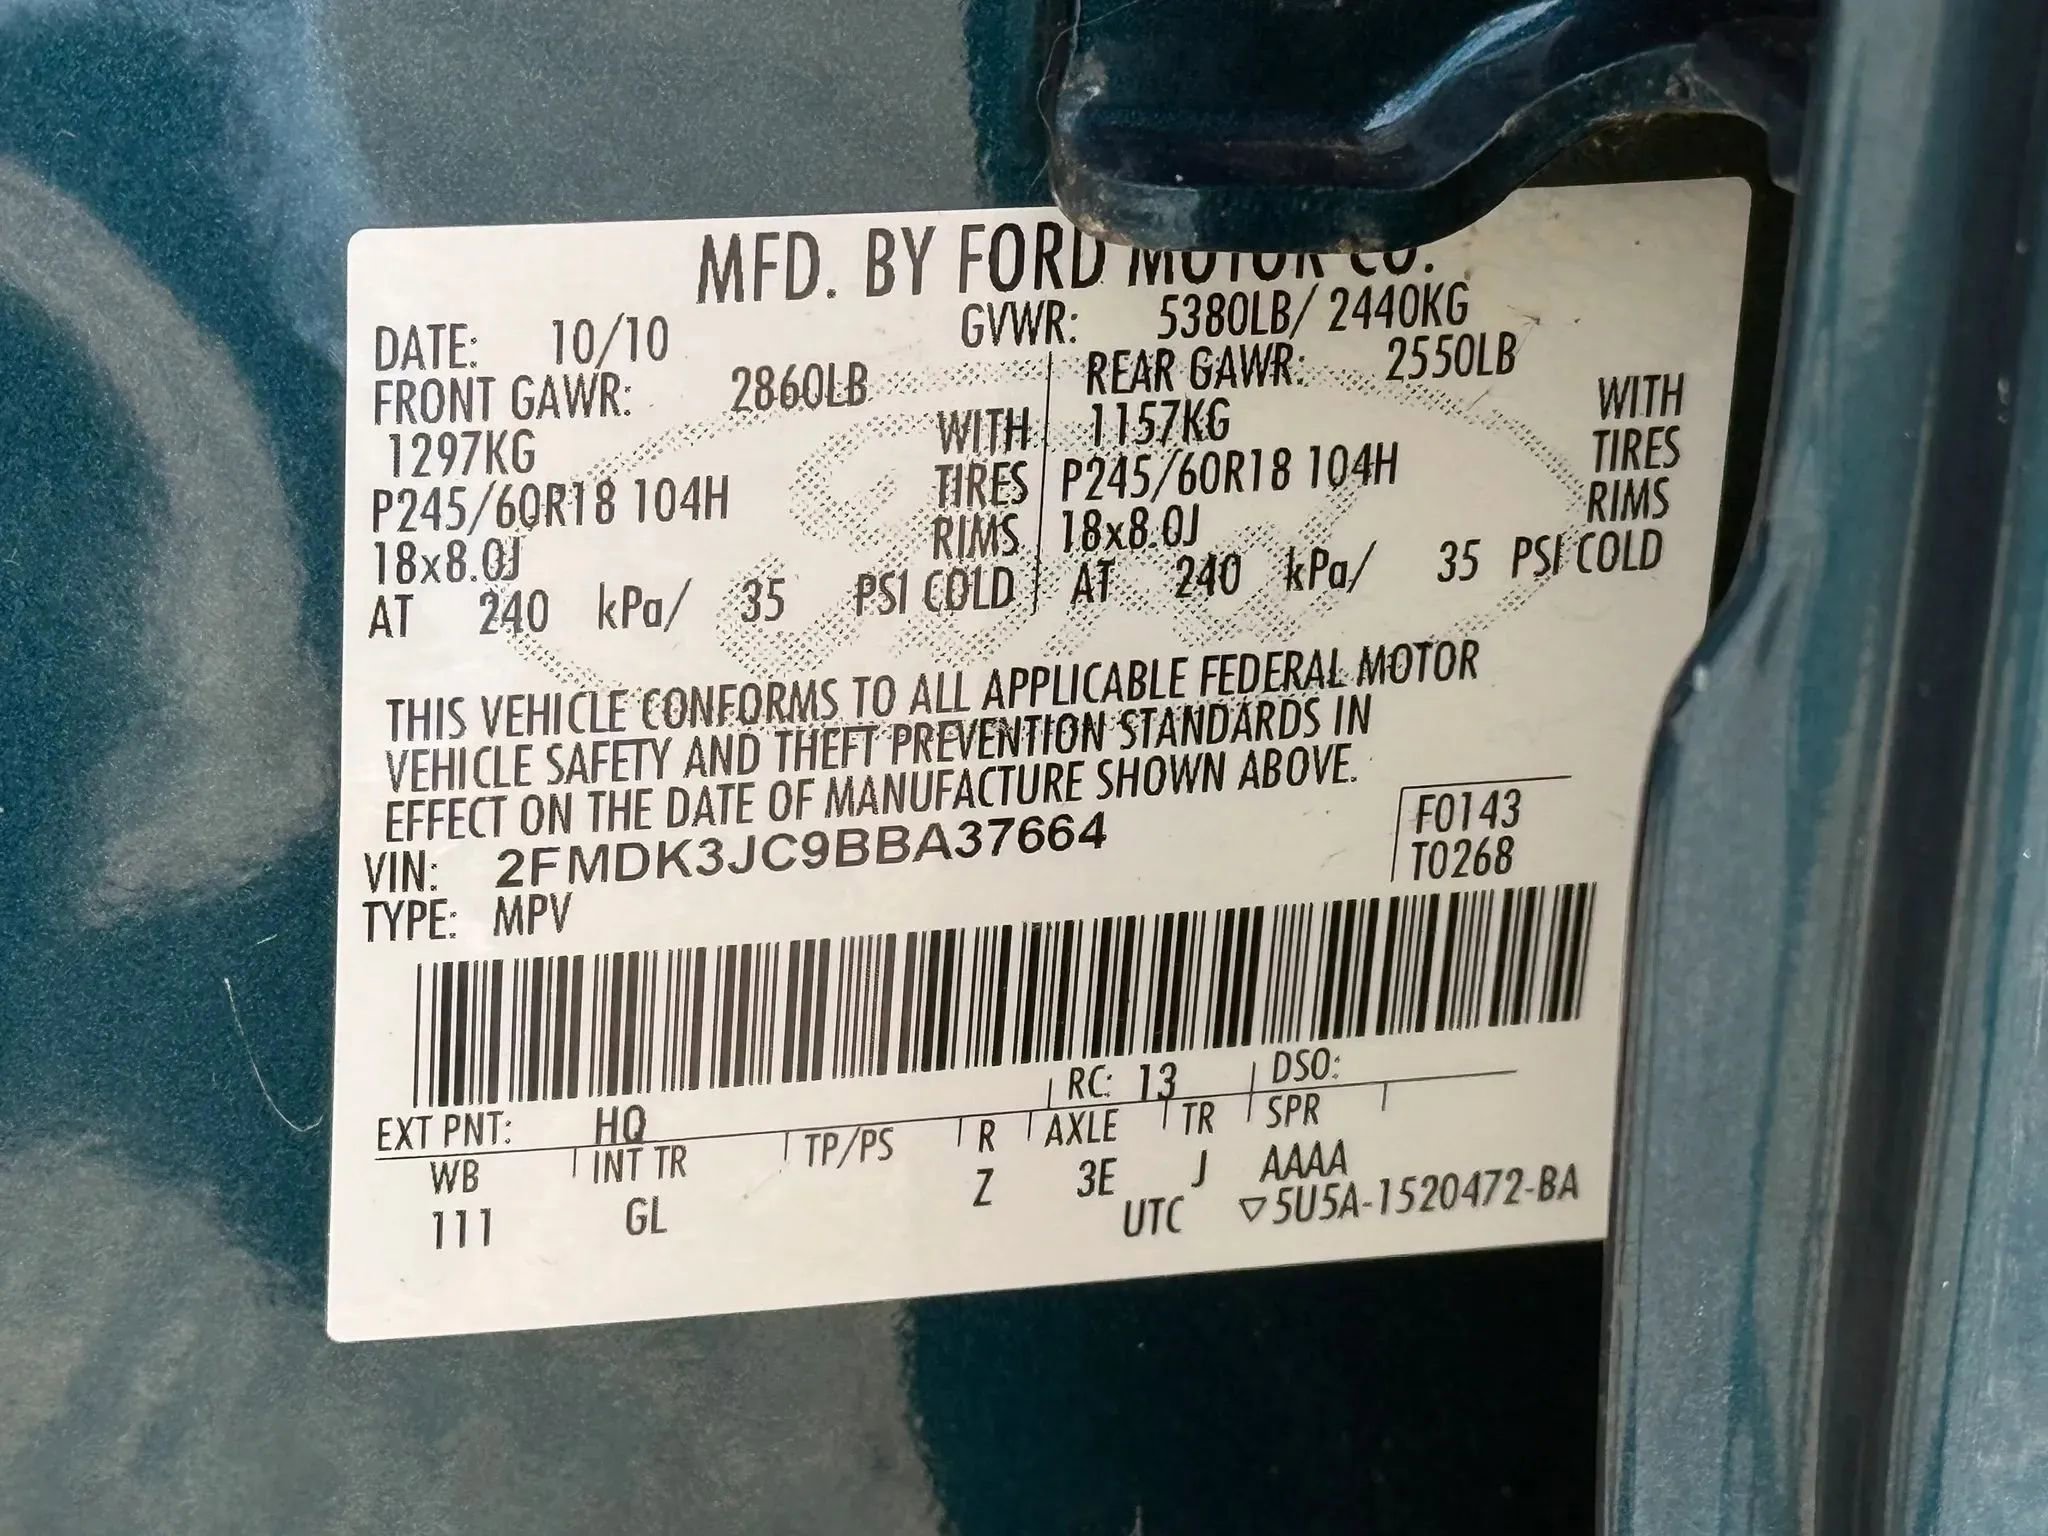 MFD. BY FORD MOTOR CO.
DATE: 10/10 GVWR: 5380LB/ 2440KG
FRONT GAWR: 2860LB REAR GAWR: 2550LB
1297KG WITH 1157KG WITH
P245/60R18 104H TIRES P245/60R18 104H TIRES
18x8.0J RIMS 18x8.0J RIMS
AT 240 kPa/ 35 PSI COLD AT 240 kPa/ 35 PSI COLD
THIS VEHICLE CONFORMS TO ALL APPLICABLE FEDERAL MOTOR
VEHICLE SAFETY AND THEFT PREVENTION STANDARDS IN
EFFECT ON THE DATE OF MANUFACTURE SHOWN ABOVE.
VIN: 2FMDK3JC9BBA37664 F0143
TYPE: MPV T0268
EXT PNT: HQ RC: 13 DSO:
WB INT TR TP/PS R AXLE TR SPR
111 GL Z 3E J AAAA
UTC ▽5U5A-1520472-BA